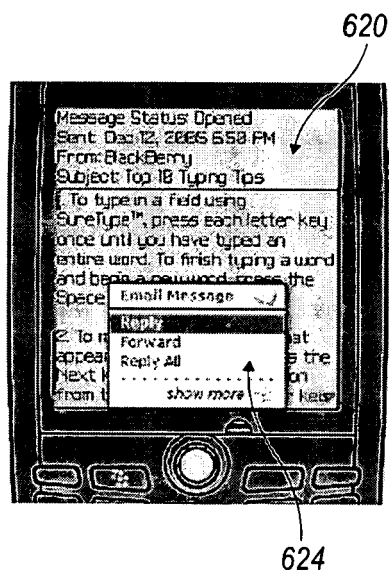 620
Message Status: Opened
Sent: Dec 12, 2006 6:50 PM
From: BlackBerry
Subject: Top 10 Typing Tips
1. To type in a field using
SureType™, press each letter key
once until you have typed an
entire word. To finish typing a word
and begin a new word, press the
Space
Email Message
Reply
Forward
Reply All
show more
2. To
appear
the
Next
from
key
624